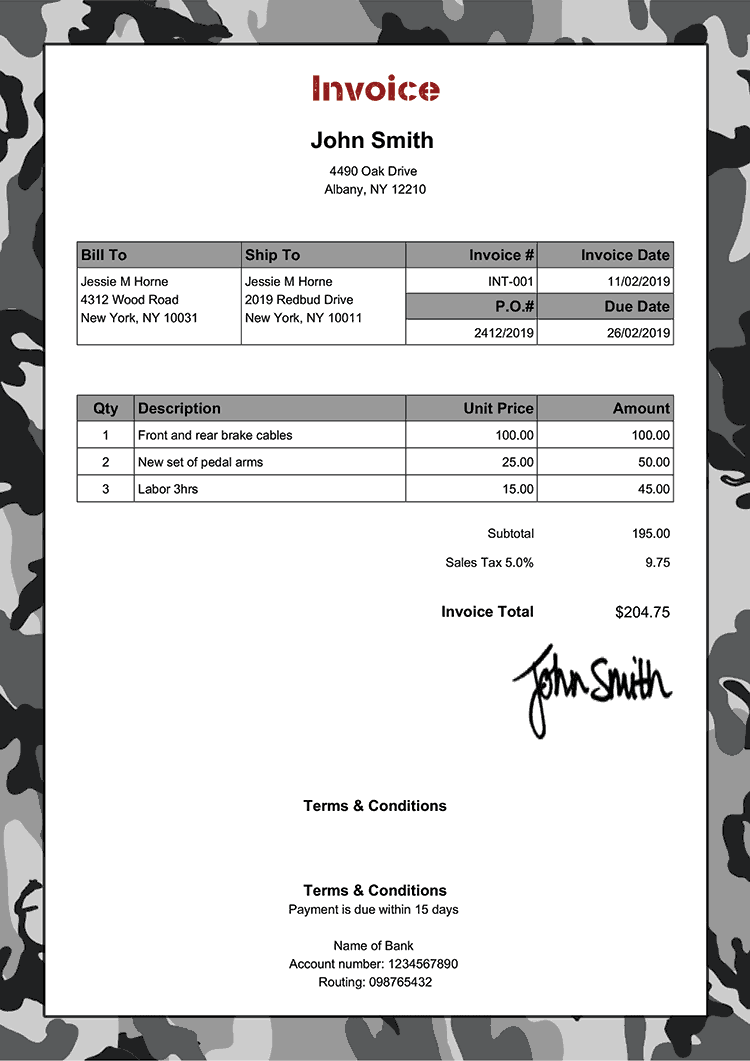 Invoice
John Smith
4490 Oak Drive
Albany, NY 12210
Bill To Ship To Invoice # Invoice Date
Jessie M Horne Jessie M Horne INT-001 11/02/2019
4312 Wood Road 2019 Redbud Drive P.O.# Due Date
New York, NY 10031 New York, NY 10011
2412/2019 26/02/2019
Qty Description Unit Price Amount
1 Front and rear brake cables 100.00 100.00
2 New set of pedal arms 25.00 50.00
3 Labor 3hrs 15.00 45.00
Subtotal 195.00
Sales Tax 5.0% 9.75
Invoice Total $204.75
John Smith
Terms & Conditions
Terms & Conditions
Payment is due within 15 days
Name of Bank
Account number: 1234567890
Routing: 098765432